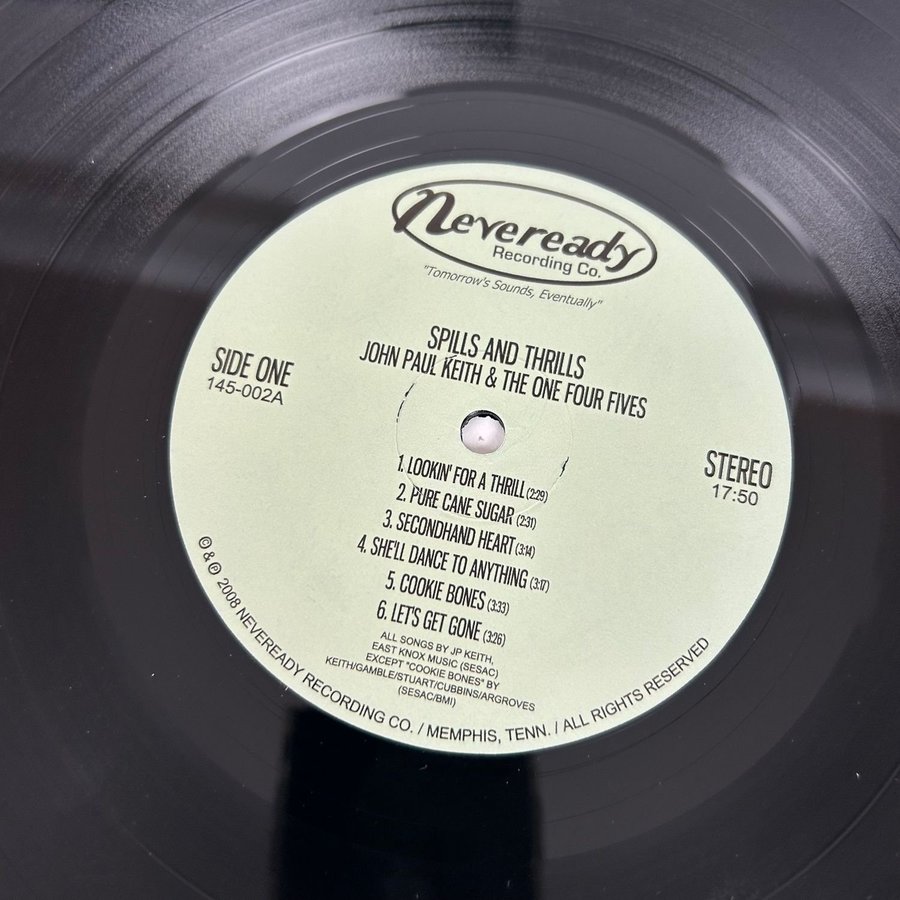 Neveready
Recording Co.
"Tomorrow's Sounds, Eventually"
SPILLS AND THRILLS
JOHN PAUL KEITH & THE ONE FOUR FIVES
SIDE ONE
145-002A
STEREO
17:50
1. LOOKIN' FOR A THRILL (2:29)
2. PURE CANE SUGAR (2:31)
3. SECONDHAND HEART (3:14)
4. SHE'LL DANCE TO ANYTHING (3:17)
5. COOKIE BONES (3:33)
6. LET'S GET GONE (3:26)
ALL SONGS BY JP KEITH,
EAST KNOX MUSIC (SESAC)
EXCEPT "COOKIE BONES" BY
KEITH/GAMBLE/STUART/CUBBINS/ARGROVES
(SESAC/BMI)
© & ℗ 2008 NEVEREADY RECORDING CO. / MEMPHIS, TENN. / ALL RIGHTS RESERVED